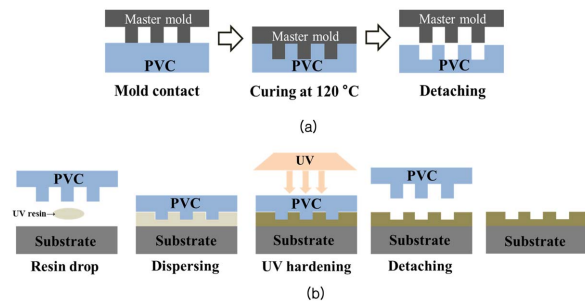 Master mold
Master mold
Master mold
PVC
PVC
PVC
Mold contact
Curing at 120 °C
Detaching
(a)
UV
PVC
UV resin→
PVC
PVC
PVC
Substrate
Substrate
Substrate
Substrate
Substrate
Resin drop
Dispersing
UV hardening
Detaching
(b)